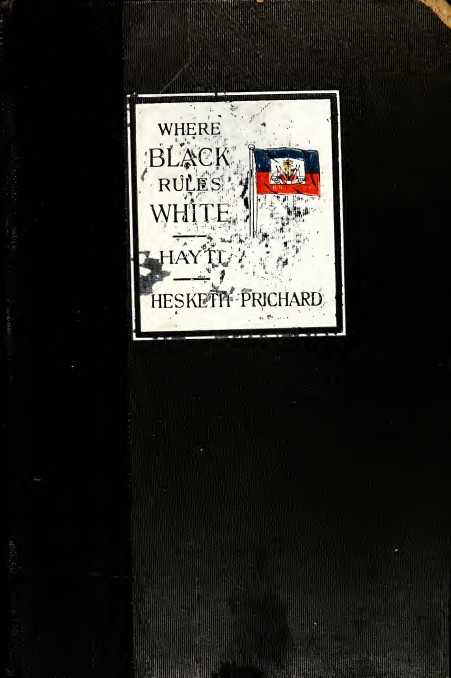 WHERE
BLACK
RULES
WHITE
HAYTI
HESKETH PRICHARD